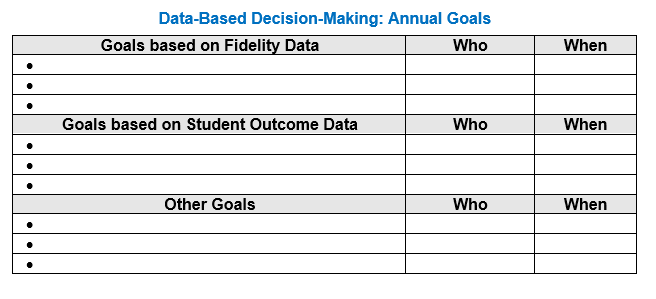 Data-Based Decision-Making: Annual Goals
Goals based on Fidelity Data Who When
•
•
•
Goals based on Student Outcome Data Who When
•
•
•
Other Goals Who When
•
•
•